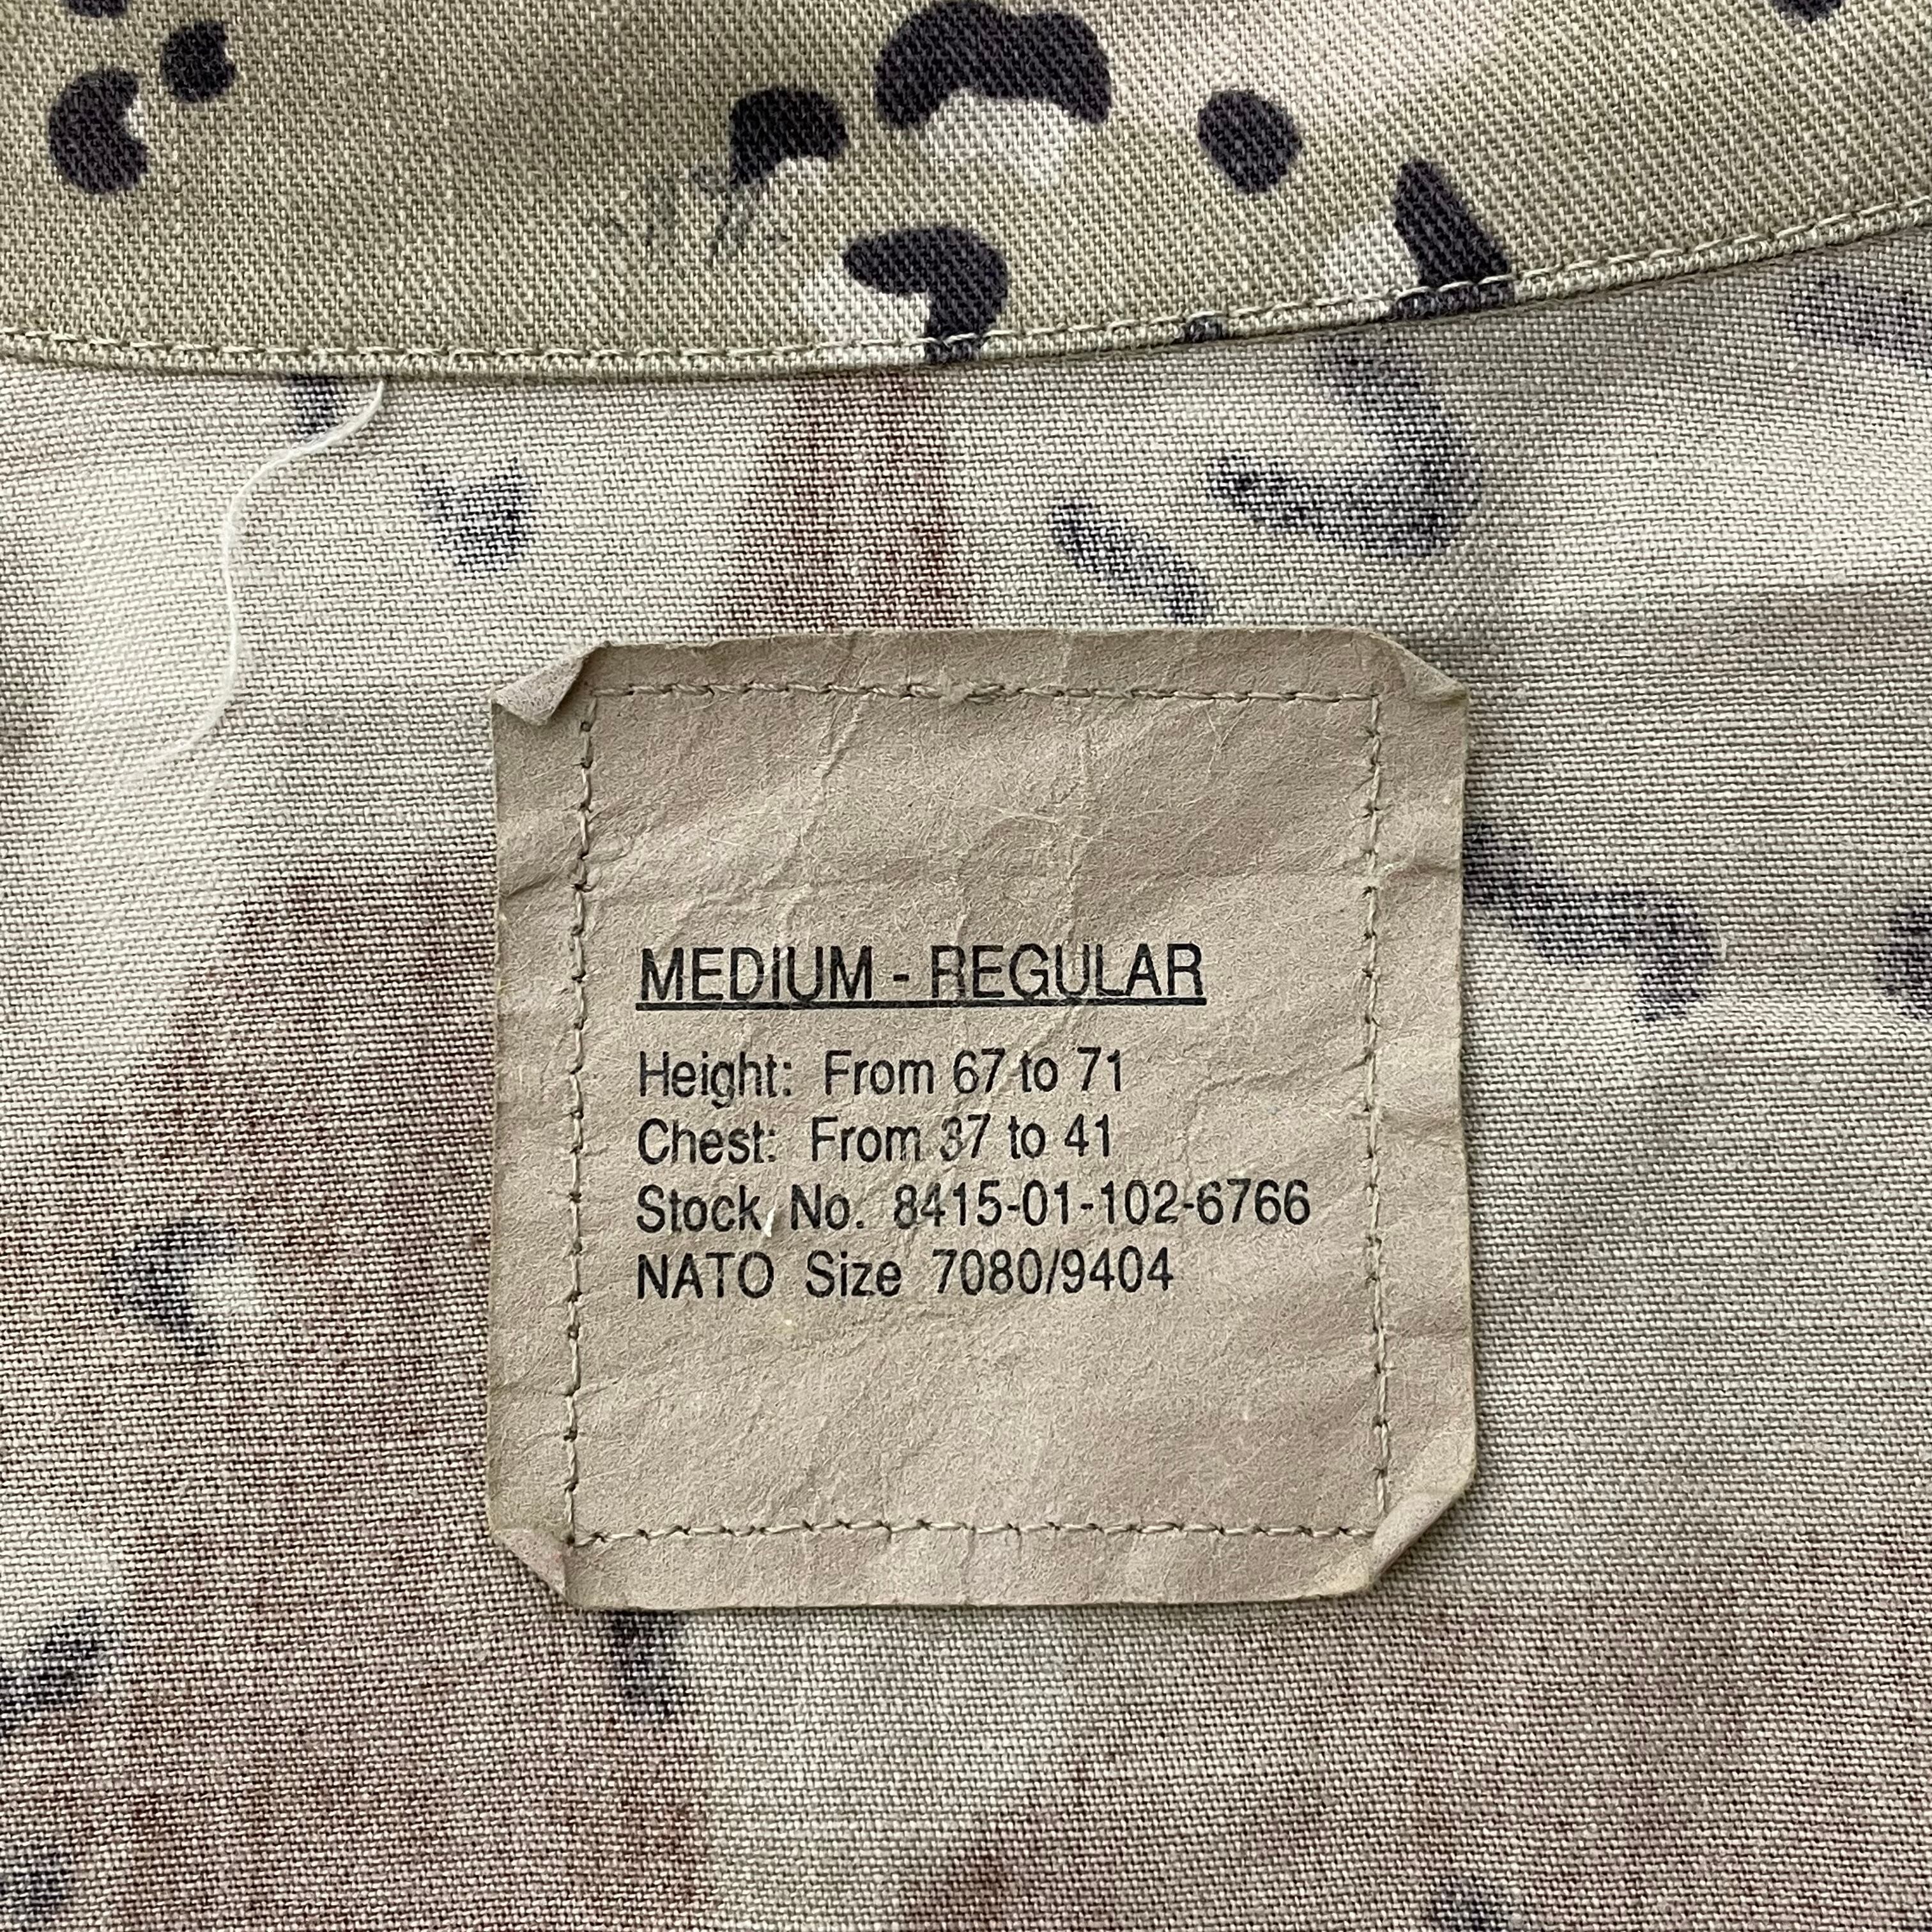 MEDIUM - REGULAR
Height: From 67 to 71
Chest: From 37 to 41
Stock No. 8415-01-102-6766
NATO Size 7080/9404